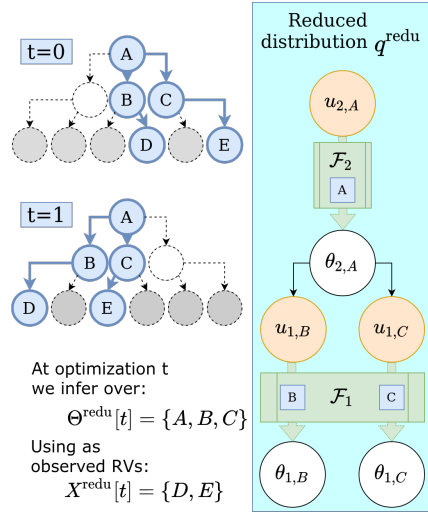 t=0
A
B
C
D
E
t=1
A
B
C
D
E
At optimization t
we infer over:
Θ^redu[t] = {A, B, C}
Using as
observed RVs:
X^redu[t] = {D, E}
Reduced
distribution q^redu
u_{2,A}
F_2
A
θ_{2,A}
u_{1,B} u_{1,C}
B F_1 C
θ_{1,B} θ_{1,C}